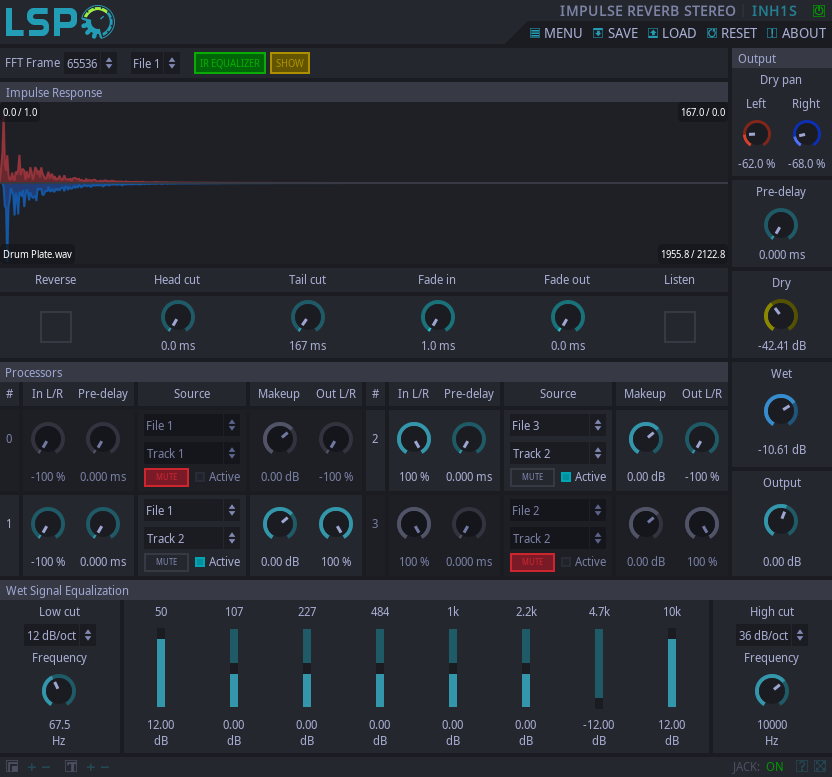 LSP IMPULSE REVERB STEREO INH1S
MENU SAVE LOAD RESET ABOUT
FFT Frame 65536 File 1 IR EQUALIZER SHOW
Output
Dry pan
Left Right
-62.0 % -68.0 %
Pre-delay
0.000 ms
Dry
-42.41 dB
Wet
-10.61 dB
Output
0.00 dB
Impulse Response
0.0 / 1.0 167.0 / 0.0
Drum Plate.wav 1955.8 / 2122.8
Reverse Head cut Tail cut Fade in Fade out Listen
0.0 ms 167 ms 1.0 ms 0.0 ms
Processors
# In L/R Pre-delay Source Makeup Out L/R # In L/R Pre-delay Source Makeup Out L/R
0 File 1 2 File 3
Track 1 Track 2
-100 % 0.000 ms MUTE Active 0.00 dB -100 % 100 % 0.000 ms MUTE Active 0.00 dB -100 %
1 File 1 3 File 2
Track 2 Track 2
-100 % 0.000 ms MUTE Active 0.00 dB 100 % 100 % 0.000 ms MUTE Active 0.00 dB 100 %
Wet Signal Equalization
Low cut 50 107 227 484 1k 2.2k 4.7k 10k High cut
12 dB/oct 36 dB/oct
Frequency Frequency
67.5 12.00 0.00 0.00 0.00 0.00 0.00 -12.00 12.00 10000
Hz dB dB dB dB dB dB dB dB Hz
JACK: ON